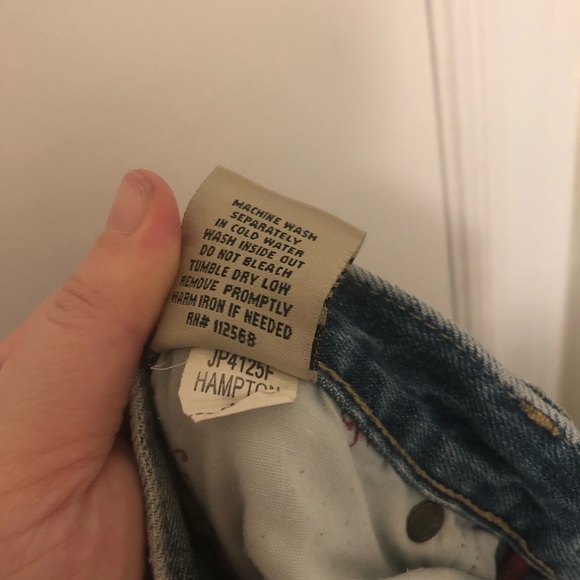 MACHINE WASH
SEPARATELY
IN COLD WATER
WASH INSIDE OUT
DO NOT BLEACH
TUMBLE DRY LOW
REMOVE PROMPTLY
WARM IRON IF NEEDED
RN# 112568
JP4125F
HAMPTON